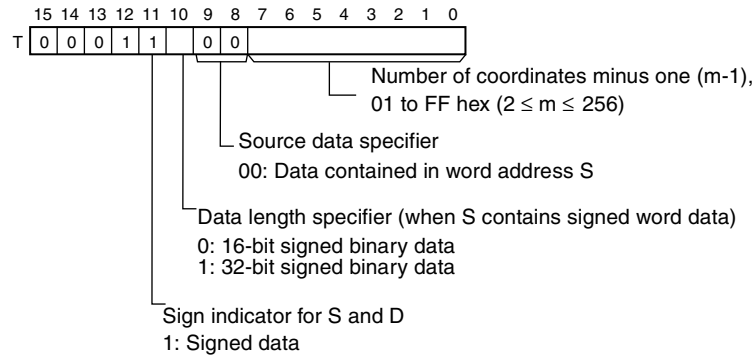 15 14 13 12 11 10 9 8 7 6 5 4 3 2 1 0
T 0 0 0 1 1 0 0
Number of coordinates minus one (m-1),
01 to FF hex (2 ≤ m ≤ 256)
Source data specifier
00: Data contained in word address S
Data length specifier (when S contains signed word data)
0: 16-bit signed binary data
1: 32-bit signed binary data
Sign indicator for S and D
1: Signed data